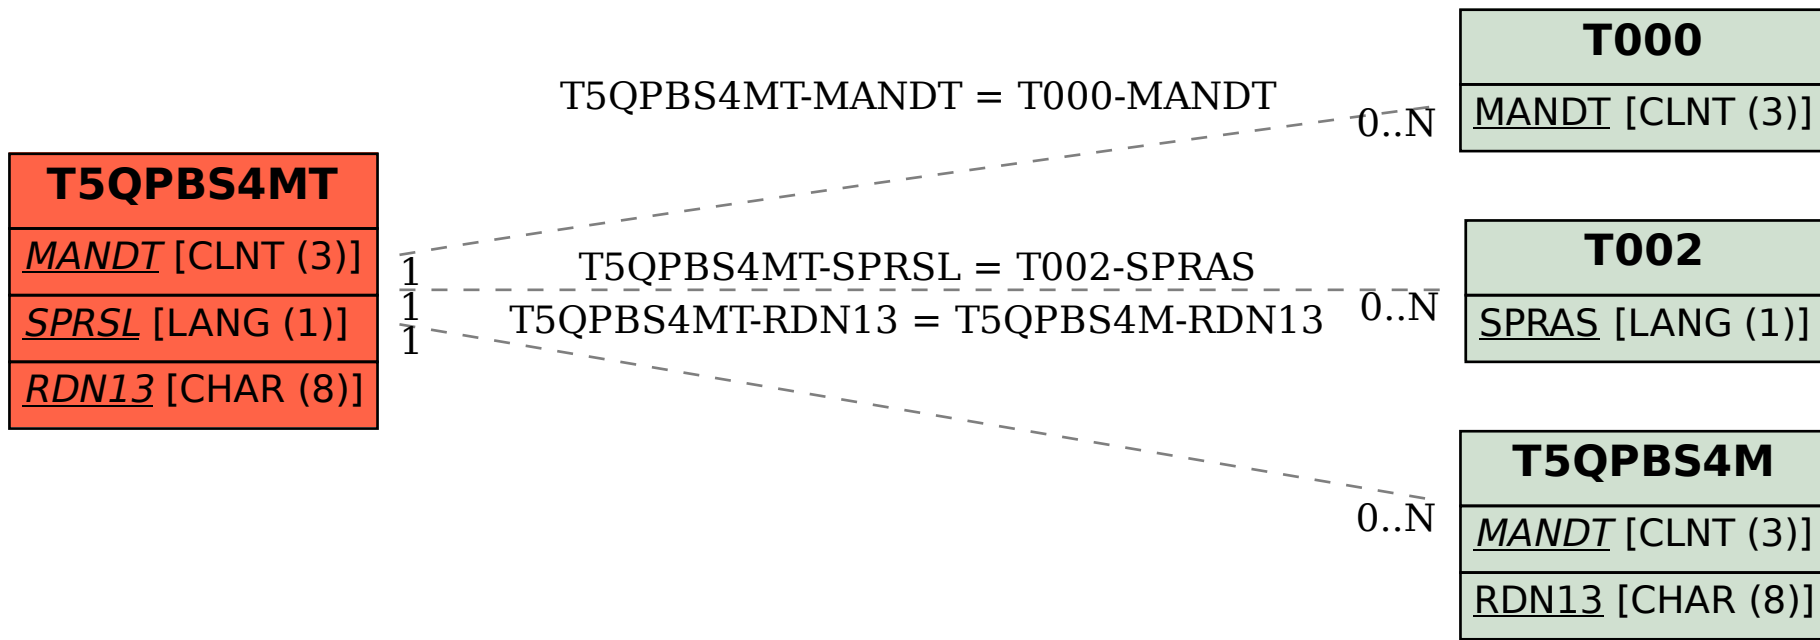 T5QPBS4MT
MANDT [CLNT (3)]
SPRSL [LANG (1)]
RDN13 [CHAR (8)]
T5QPBS4MT-MANDT = T000-MANDT
0..N
1
T5QPBS4MT-SPRSL = T002-SPRAS
0..N
1
T5QPBS4MT-RDN13 = T5QPBS4M-RDN13
0..N
1
T000
MANDT [CLNT (3)]
T002
SPRAS [LANG (1)]
T5QPBS4M
MANDT [CLNT (3)]
RDN13 [CHAR (8)]